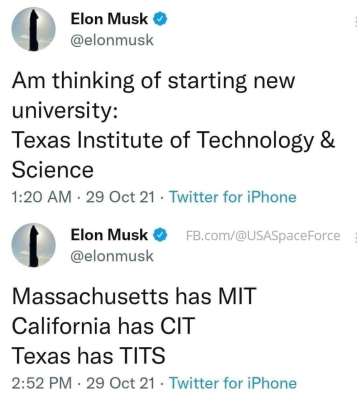 Elon Musk
@elonmusk
Am thinking of starting new
university:
Texas Institute of Technology &
Science
1:20 AM · 29 Oct 21 · Twitter for iPhone
Elon Musk FB.com/@USASpaceForce
@elonmusk
Massachusetts has MIT
California has CIT
Texas has TITS
2:52 PM · 29 Oct 21 · Twitter for iPhone